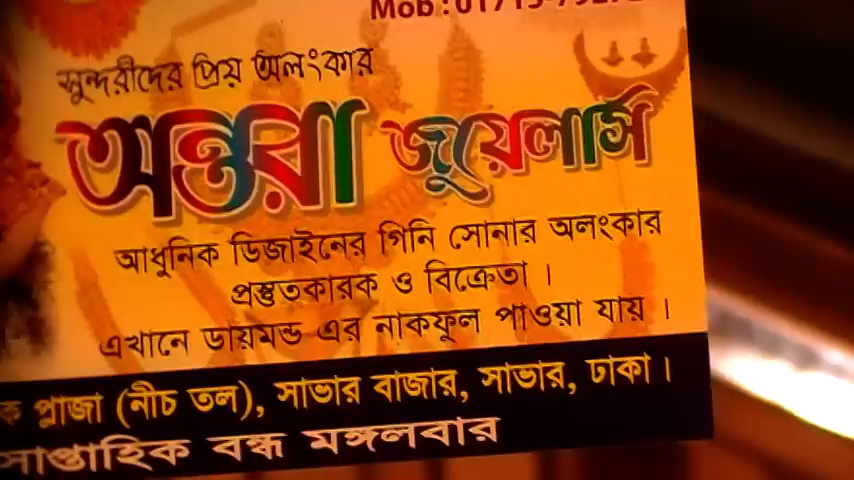 Mob :
সুন্দরীদের প্রিয় অলংকার
অন্তরা জুয়েলার্স
আধুনিক ডিজাইনের গিনি সোনার অলংকার
প্রস্তুতকারক ও বিক্রেতা।
এখানে ডায়মন্ড এর নাকফুল পাওয়া যায়।
প্লাজা (নীচ তল), সাভার বাজার, সাভার, ঢাকা।
সাপ্তাহিক বন্ধ মঙ্গলবার